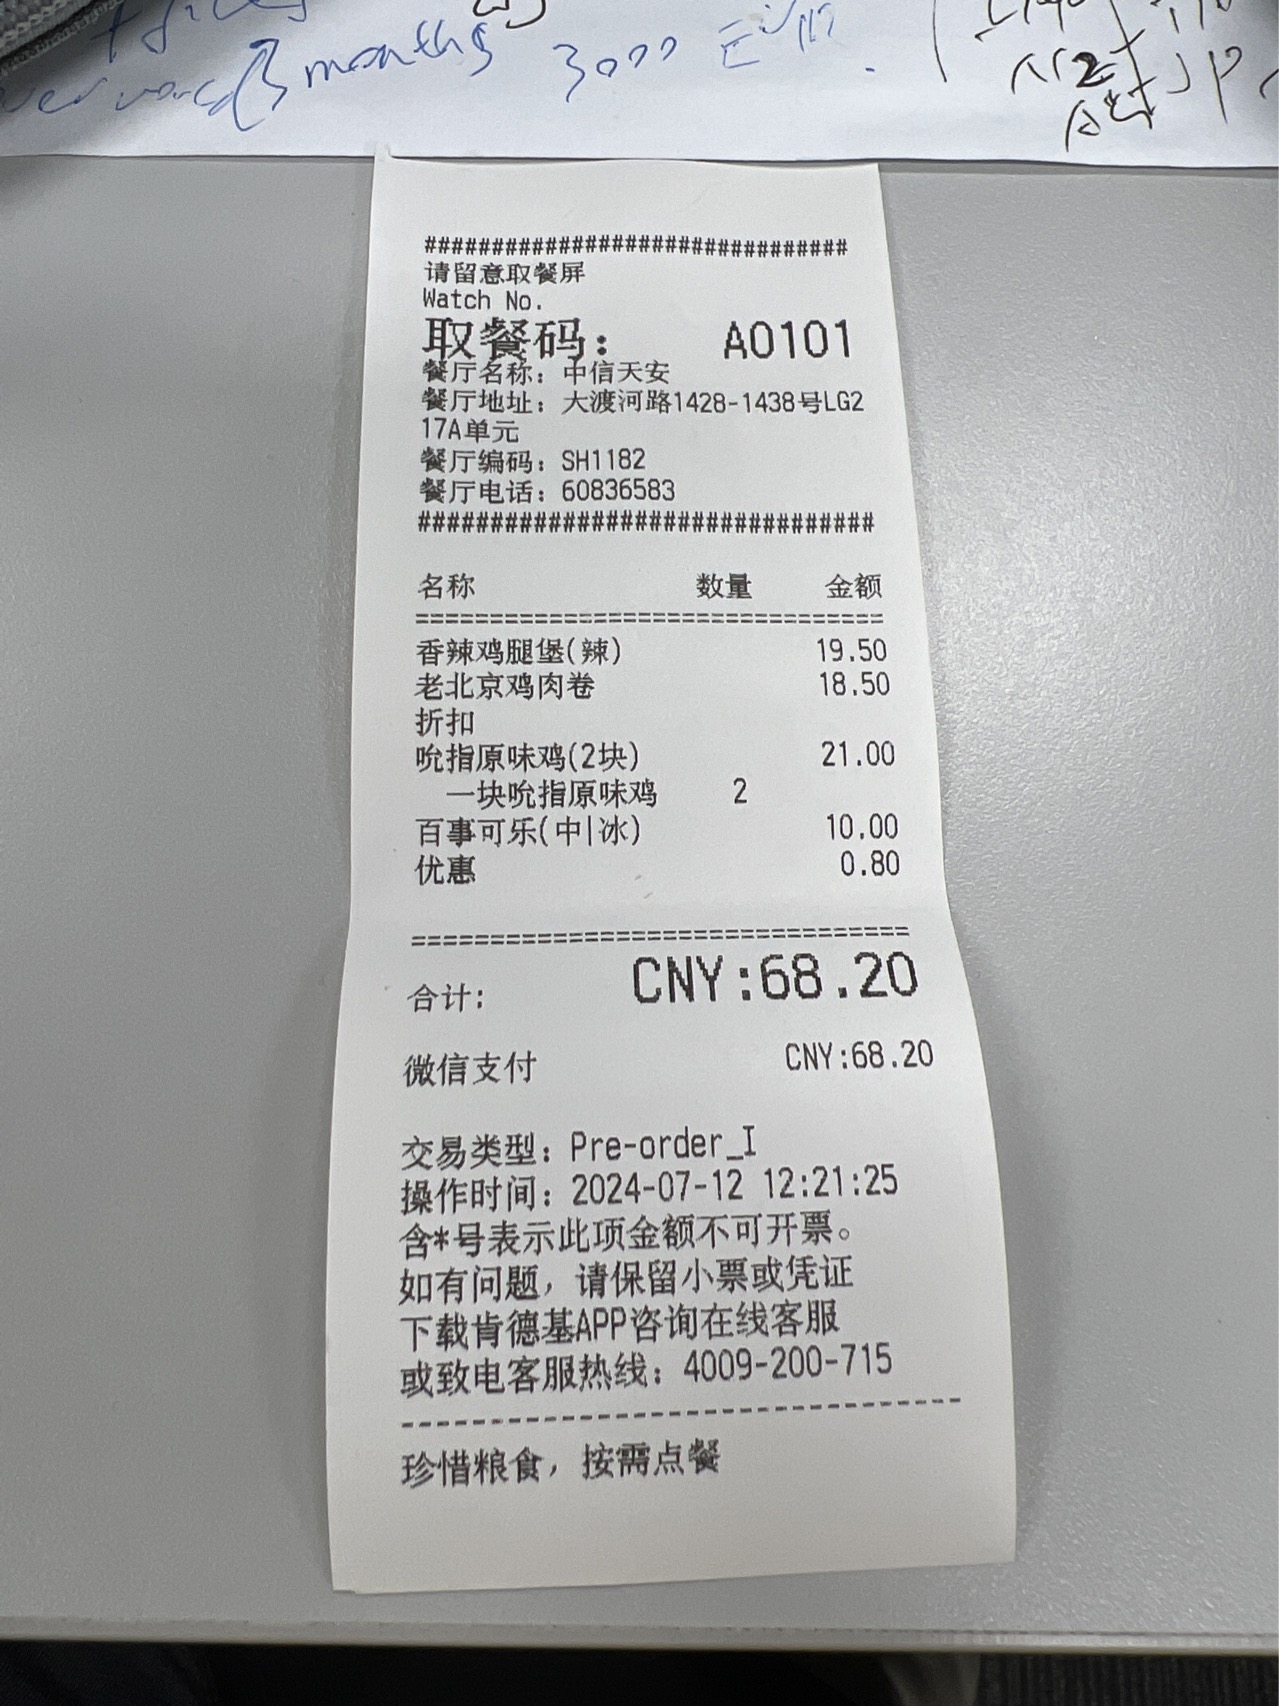 months 3000
N2 JP
################################
请留意取餐屏
Watch No.
取餐码： A0101
餐厅名称：中信天安
餐厅地址：大渡河路1428-1438号LG2
17A单元
餐厅编码：SH1182
餐厅电话：60836583
################################
名称 数量 金额
================================
香辣鸡腿堡(辣) 19.50
老北京鸡肉卷 18.50
折扣
吮指原味鸡(2块) 21.00
一块吮指原味鸡 2
百事可乐(中|冰) 10.00
优惠 0.80
================================
合计： CNY:68.20
微信支付 CNY:68.20
交易类型：Pre-order_I
操作时间：2024-07-12 12:21:25
含*号表示此项金额不可开票。
如有问题，请保留小票或凭证
下载肯德基APP咨询在线客服
或致电客服热线：4009-200-715
--------------------------------
珍惜粮食，按需点餐